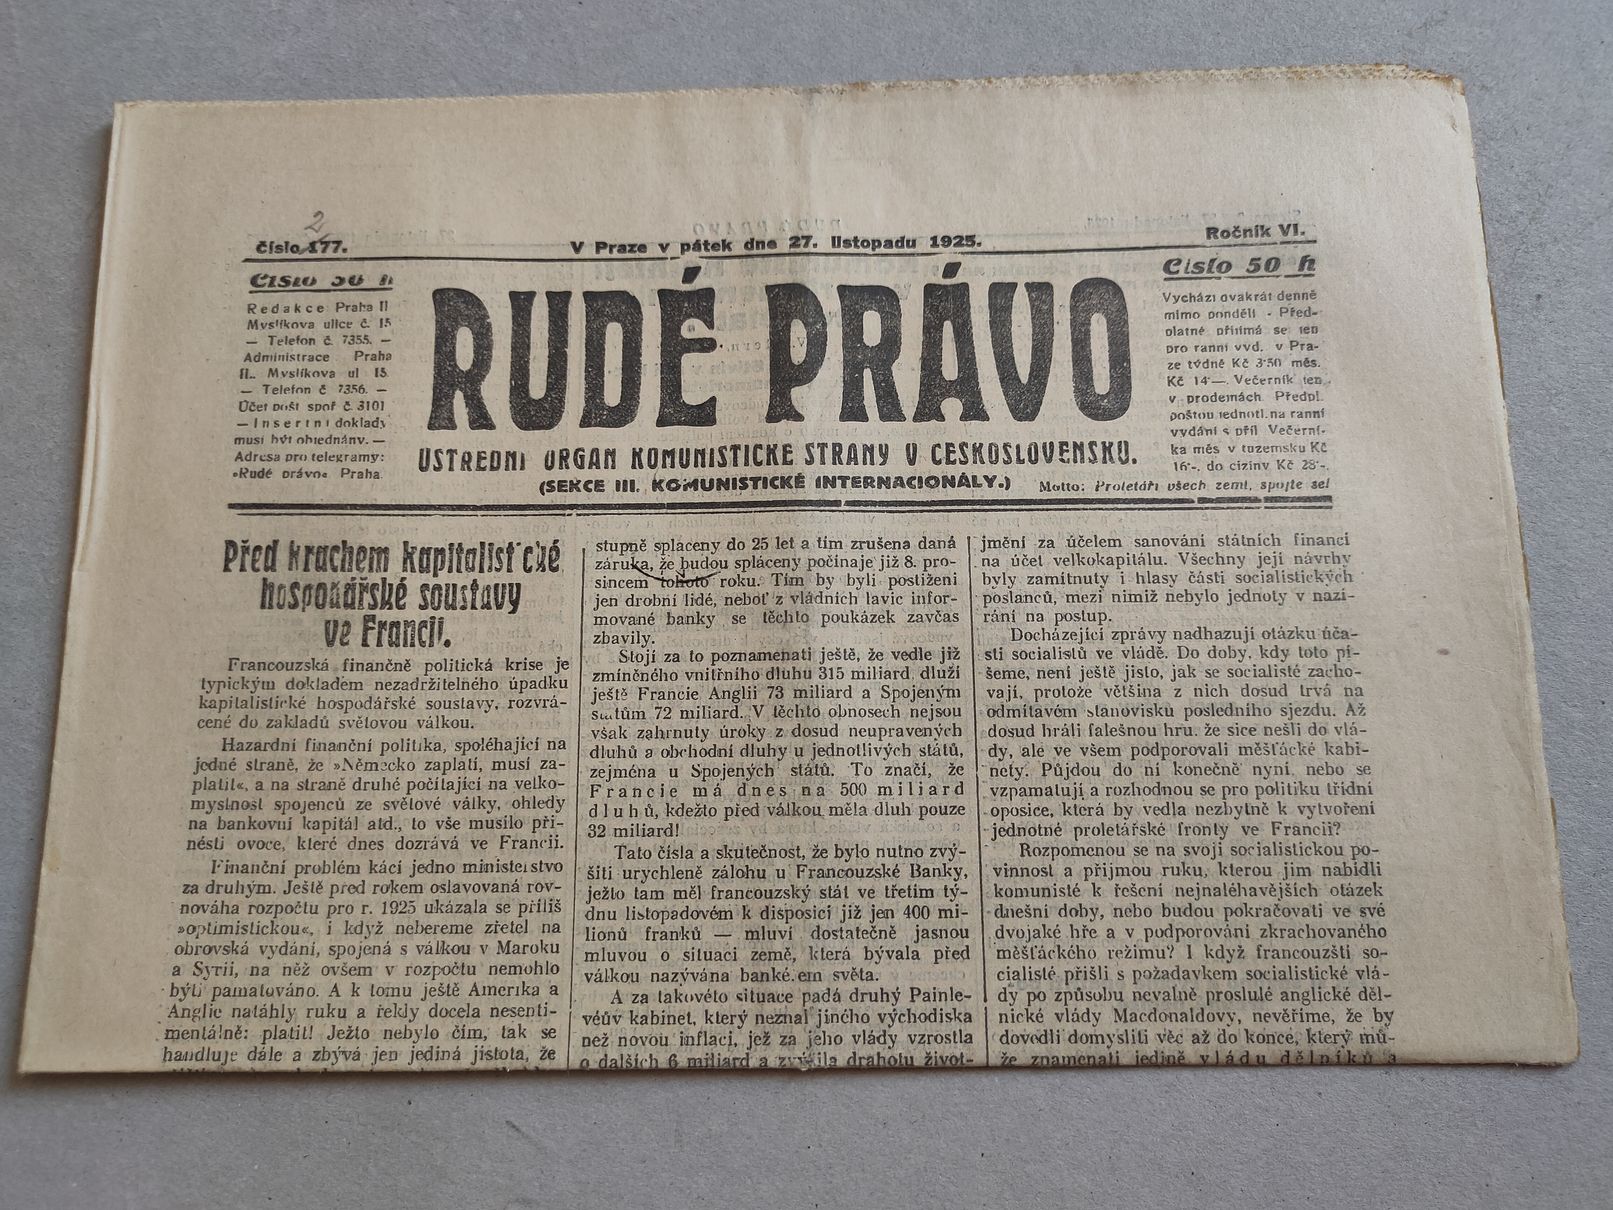 2
číslo 177.
V Praze v pátek dne 27. listopadu 1925.
Ročník VI.
Číslo 50 h
Redakce Praha II
Myslíkova ulice č. 15
— Telefon č. 7355. —
Administrace Praha
II.. Myslíkova ul 15
— Telefon č 7356. —
Účet pošt spoř č. 3101
— Insertní doklady
musí být objednány. —
Adresa pro telegramy:
»Rudé právo« Praha
RUDÉ PRÁVO
ÚSTŘEDNÍ ORGÁN KOMUNISTICKÉ STRANY V ČESKOSLOVENSKU.
(SEKCE III. KOMUNISTICKÉ INTERNACIONÁLY.)
Motto: Proletáři všech zemí, spojte se!
Číslo 50 h
Vychází dvakrát denně
mimo pondělí - Před-
platné přijímá se jen
pro ranní vyd. v Pra-
ze týdně Kč 3·50 měs.
Kč 14—. Večerník jen
v prodejnách. Předpl.
poštou jednotl. na ranní
vydání s příl Večerní-
ka měs v tuzemsku Kč
16·-. do ciziny Kč 28·-.
Před krachem kapitalistické
hospodářské soustavy
ve Francii.
Francouzská finančně politická krise je
typickým dokladem nezadržitelného úpadku
kapitalistické hospodářské soustavy, rozvrá-
cené do základů světovou válkou.
Hazardní finanční politika, spoléhající na
jedné straně, že »Německo zaplatí, musí za-
platit«, a na straně druhé počítající na velko-
myslnost spojenců ze světové války, ohledy
na bankovní kapitál atd., to vše musilo při-
nésti ovoce, které dnes dozrává ve Francii.
Finanční problém kácí jedno ministerstvo
za druhým. Ještě před rokem oslavovaná rov-
nováha rozpočtu pro r. 1925 ukázala se příliš
»optimistickou«, i když nebereme zřetel na
obrovská vydání, spojená s válkou v Maroku
a Syrii, na něž ovšem v rozpočtu nemohlo
býti pamatováno. A k tomu ještě Amerika a
Anglie natáhly ruku a řekly docela nesenti-
mentálně: platit! Ježto nebylo čím, tak se
handluje dále a zbývá jen jediná jistota, že
stupně spláceny do 25 let a tím zrušena daná
záruka, že budou spláceny počínaje již 8. pro-
sincem tohoto roku. Tím by byli postiženi
jen drobní lidé, neboť z vládních lavic infor-
mované banky se těchto poukázek zavčas
zbavily.
Stojí za to poznamenati ještě, že vedle již
zmíněného vnitřního dluhu 315 miliard, dluží
ještě Francie Anglii 73 miliard a Spojeným
státům 72 miliard. V těchto obnosech nejsou
však zahrnuty úroky z dosud neupravených
dluhů a obchodní dluhy u jednotlivých států,
zejména u Spojených států. To značí, že
Francie má dnes na 500 miliard
dluhů, kdežto před válkou měla dluh pouze
32 miliard!
Tato čísla a skutečnost, že bylo nutno zvý-
šiti urychleně zálohu u Francouzské Banky,
ježto tam měl francouzský stát ve třetím tý-
dnu listopadovém k disposici již jen 400 mi-
lionů franků — mluví dostatečně jasnou
mluvou o situaci země, která bývala před
válkou nazývána bankéřem světa.
A za takovéto situace padá druhý Painle-
véův kabinet, který neznal jiného východiska
než novou inflaci, jež za jeho vlády vzrostla
o dalších 6 miliard a zvýšila drahotu život-
jmění za účelem sanování státních financí
na účet velkokapitálu. Všechny její návrhy
byly zamítnuty i hlasy části socialistických
poslanců, mezi nimiž nebylo jednoty v nazí-
rání na postup.
Docházející zprávy nadhazují otázku úča-
sti socialistů ve vládě. Do doby, kdy toto pí-
šeme, není ještě jisto, jak se socialisté zacho-
vají, protože většina z nich dosud trvá na
odmítavém stanovisku posledního sjezdu. Až
dosud hráli falešnou hru. že sice nešli do vlá-
dy, ale ve všem podporovali měšťácké kabi-
nety. Půjdou do ní konečně nyní, nebo se
vzpamatují a rozhodnou se pro politiku třídní
oposice, která by vedla nezbytně k vytvoření
jednotné proletářské fronty ve Francii?
Rozpomenou se na svoji socialistickou po-
vinnost a přijmou ruku, kterou jim nabídli
komunisté k řešení nejnaléhavějších otázek
dnešní doby, nebo budou pokračovati ve své
dvojaké hře a v podporování zkrachovaného
měšťáckého režimu? I když francouzští so-
cialisté přišli s požadavkem socialistické vlá-
dy po způsobu nevalně proslulé anglické děl-
nické vlády Macdonaldovy, nevěříme, že by
dovedli domysliti věc až do konce, který mů-
že znamenati jedině vládu dělníků a